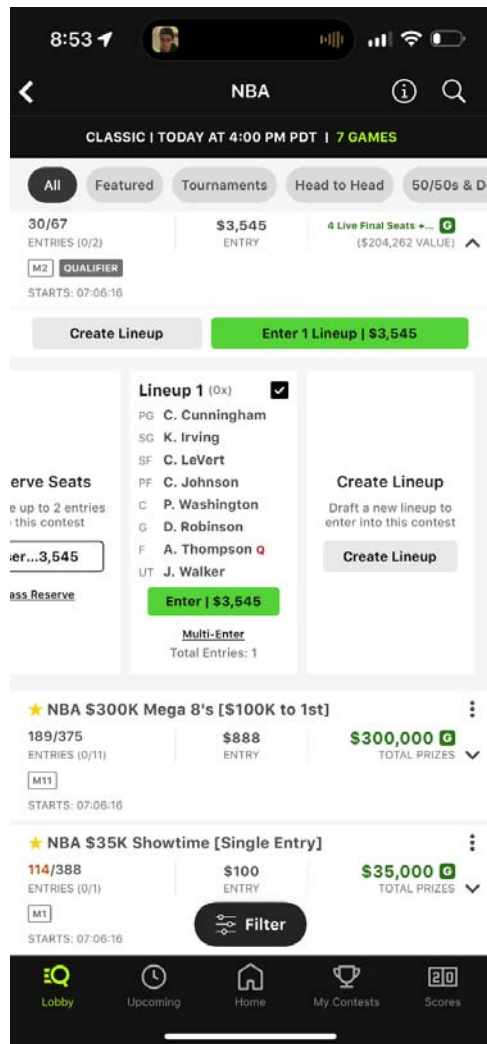 8:53
NBA
CLASSIC | TODAY AT 4:00 PM PDT | 7 GAMES
All Featured Tournaments Head to Head 50/50s & D
30/67 $3,545 4 Live Final Seats +... G
ENTRIES (0/2) ENTRY ($204,262 VALUE)
M2 QUALIFIER
STARTS: 07:06:16
Create Lineup Enter 1 Lineup | $3,545
erve Seats
e up to 2 entries
this contest
er...3,545
ass Reserve
Lineup 1 (0x)
PG C. Cunningham
SG K. Irving
SF C. LeVert
PF C. Johnson
C P. Washington
G D. Robinson
F A. Thompson Q
UT J. Walker
Enter | $3,545
Multi-Enter
Total Entries: 1
Create Lineup
Draft a new lineup to
enter into this contest
Create Lineup
NBA $300K Mega 8's [$100K to 1st]
189/375 $888 $300,000 G
ENTRIES (0/11) ENTRY TOTAL PRIZES
M11
STARTS: 07:06:16
NBA $35K Showtime [Single Entry]
114/388 $100 $35,000 G
ENTRIES (0/1) ENTRY TOTAL PRIZES
M1
Filter
STARTS: 07:06:16
Lobby Upcoming Home My Contests Scores